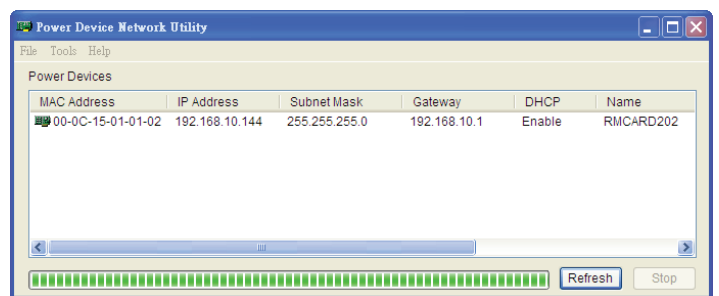 Power Device Network Utility
File Tools Help
Power Devices
MAC Address IP Address Subnet Mask Gateway DHCP Name
00-0C-15-01-01-02 192.168.10.144 255.255.255.0 192.168.10.1 Enable RMCARD202
Refresh Stop